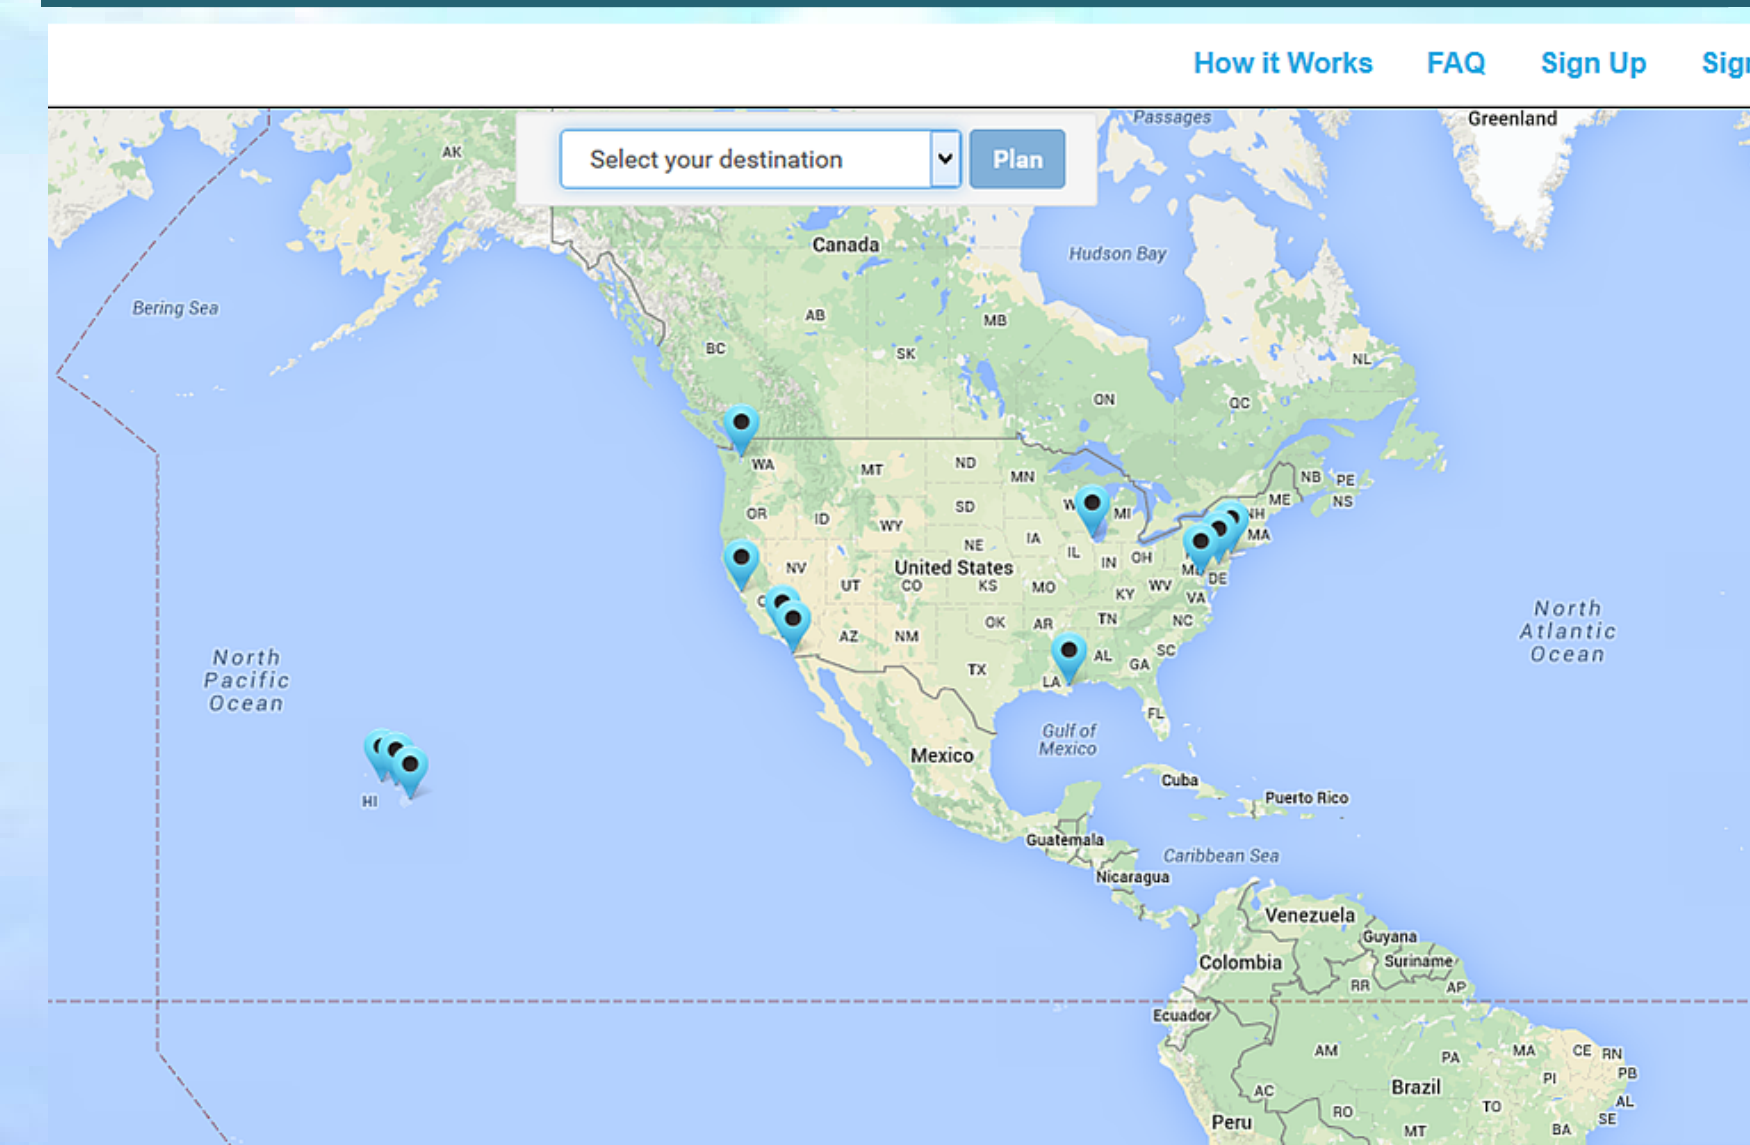 How it Works FAQ Sign Up
Select your destination Plan
Passages
Greenland
AK
Canada
Hudson Bay
Bering Sea
AB
MB
BC
SK
NL
ON
QC
WA
MT
ND
MN
NB PE
ME
NS
OR
ID
SD
WY
MI
NH
MA
NE
IA
IL
IN
OH
NV
United States
UT
CO
KS
MO
KY
WV
DE
VA
North
Atlantic
Ocean
OK
AR
TN
NC
AZ
NM
SC
AL
GA
TX
LA
FL
North
Pacific
Ocean
Gulf of
Mexico
Mexico
Cuba
Puerto Rico
HI
Guatemala
Caribbean Sea
Nicaragua
Venezuela
Guyana
Colombia
Suriname
RR
AP
Ecuador
AM
PA
MA
CE
RN
PB
PI
AC
Brazil
TO
AL
RO
SE
Peru
MT
BA